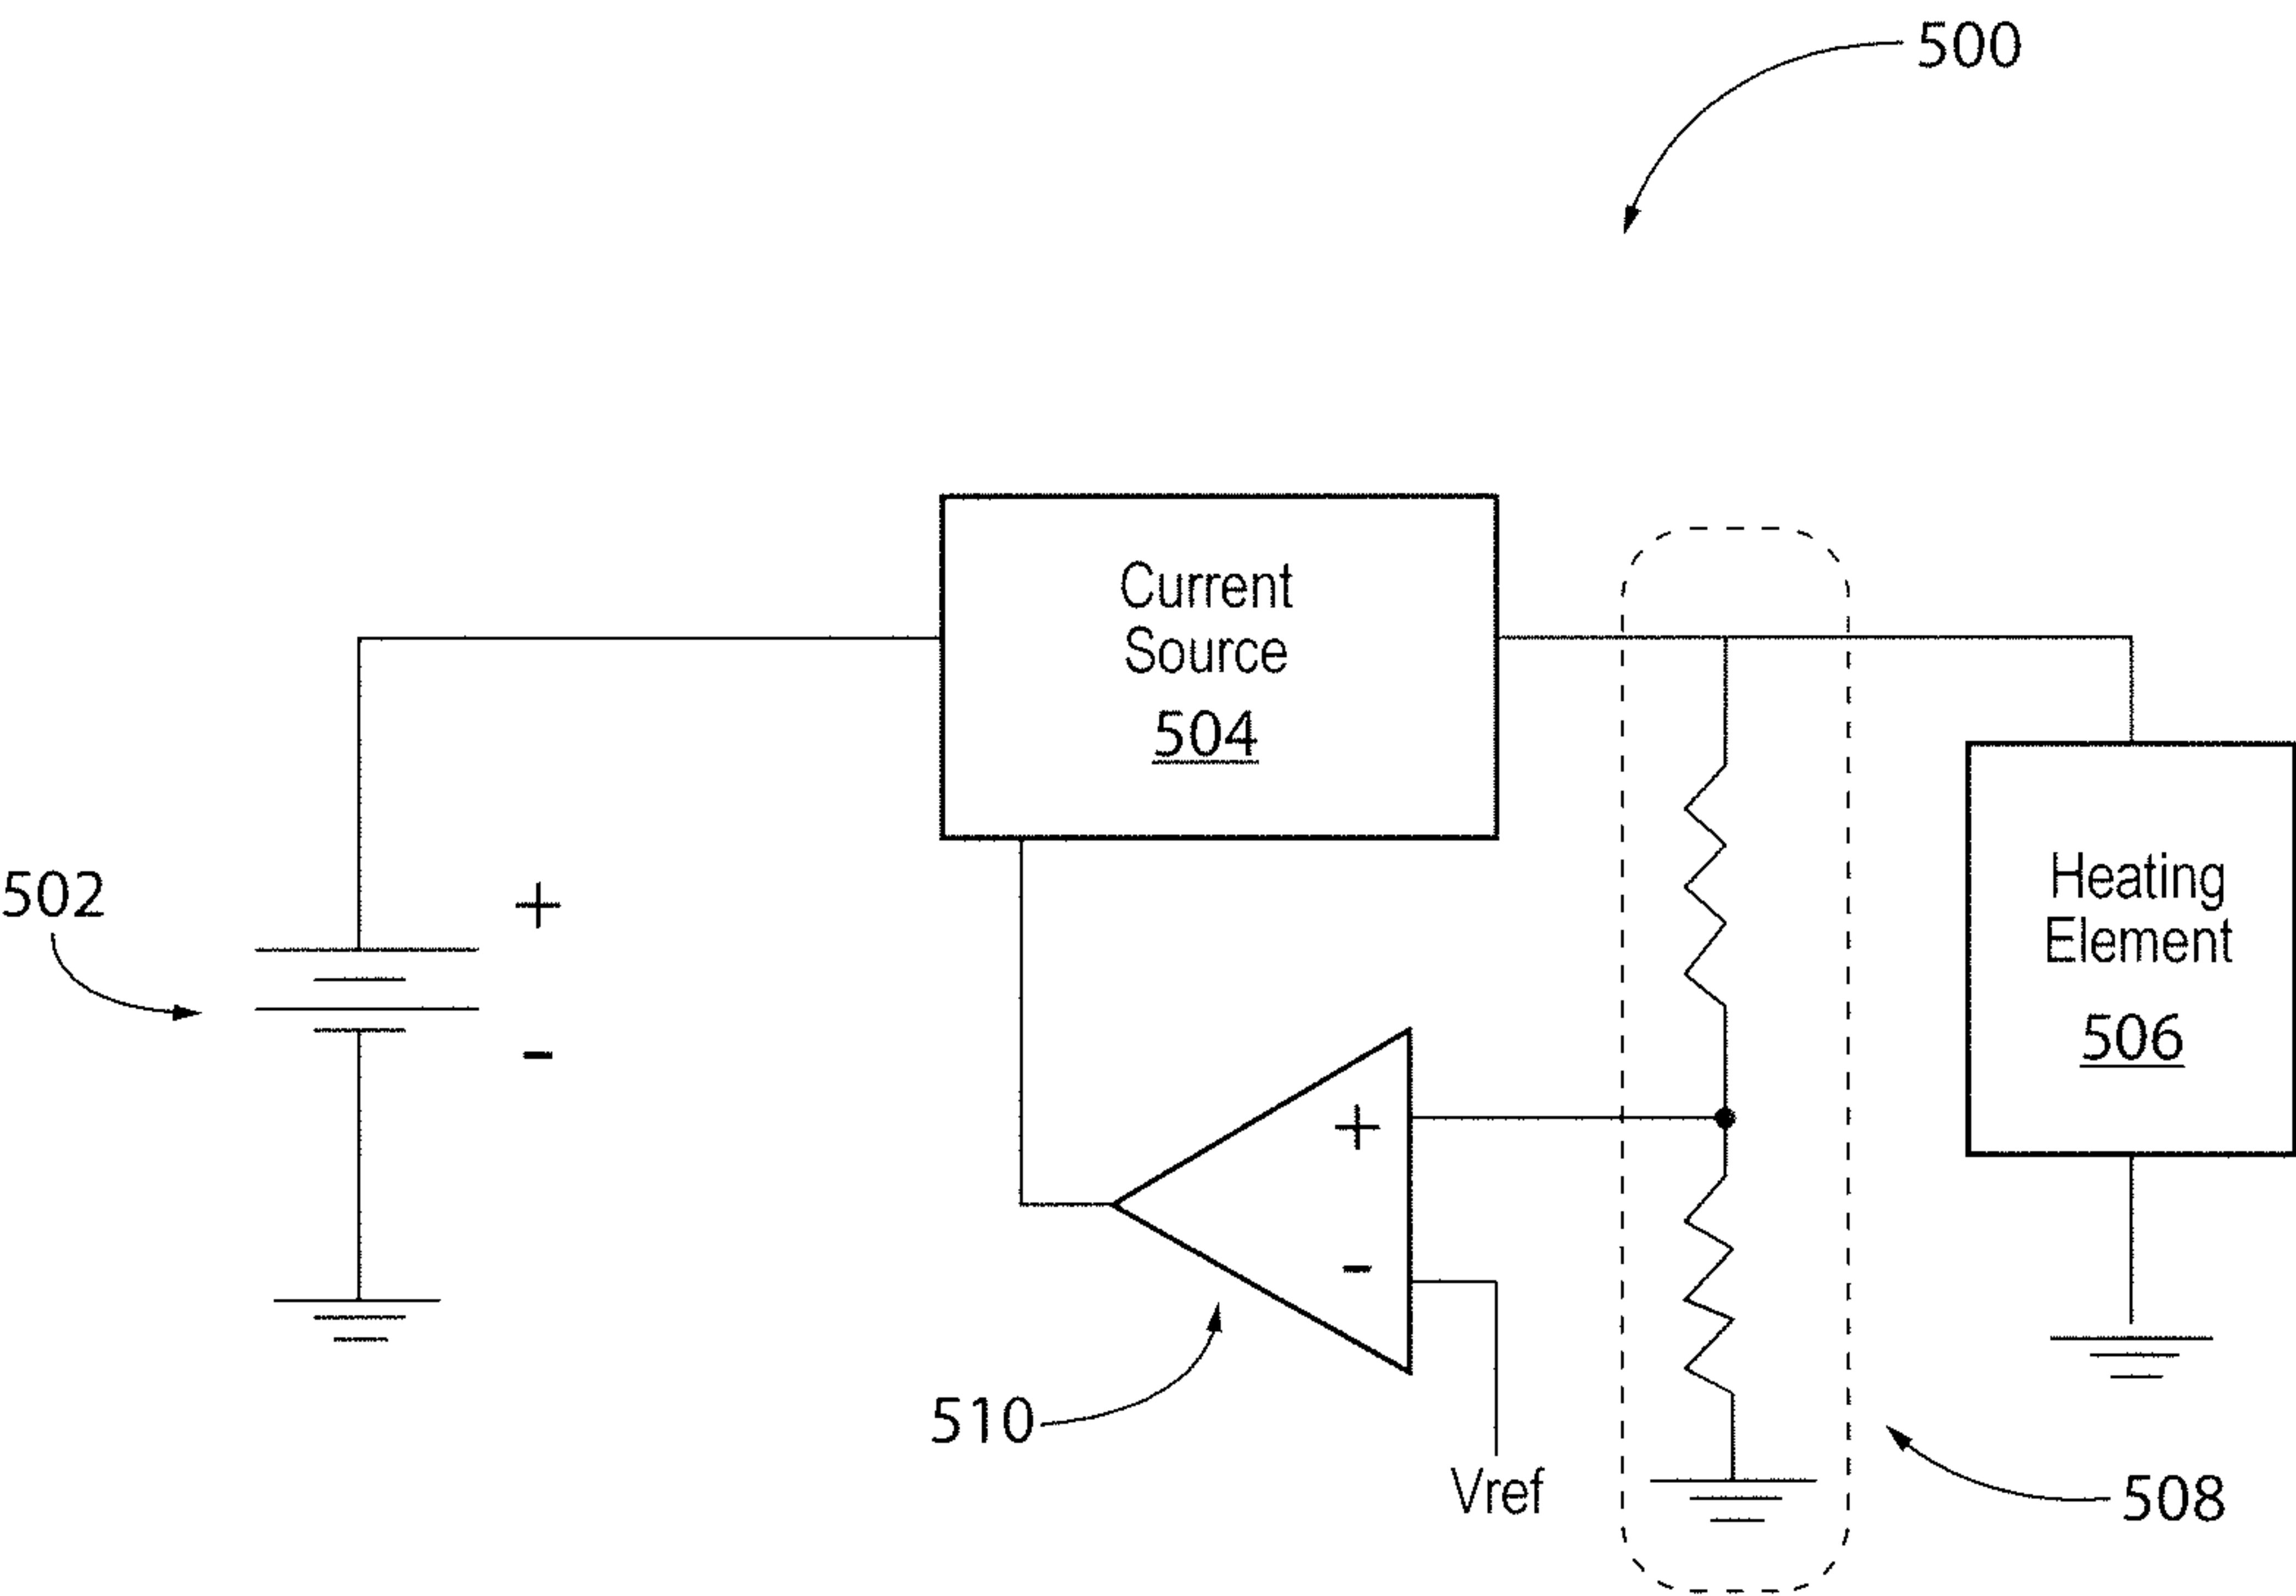 500
Current
Source
504
502
+
-
Heating
Element
506
+
-
510
Vref
508